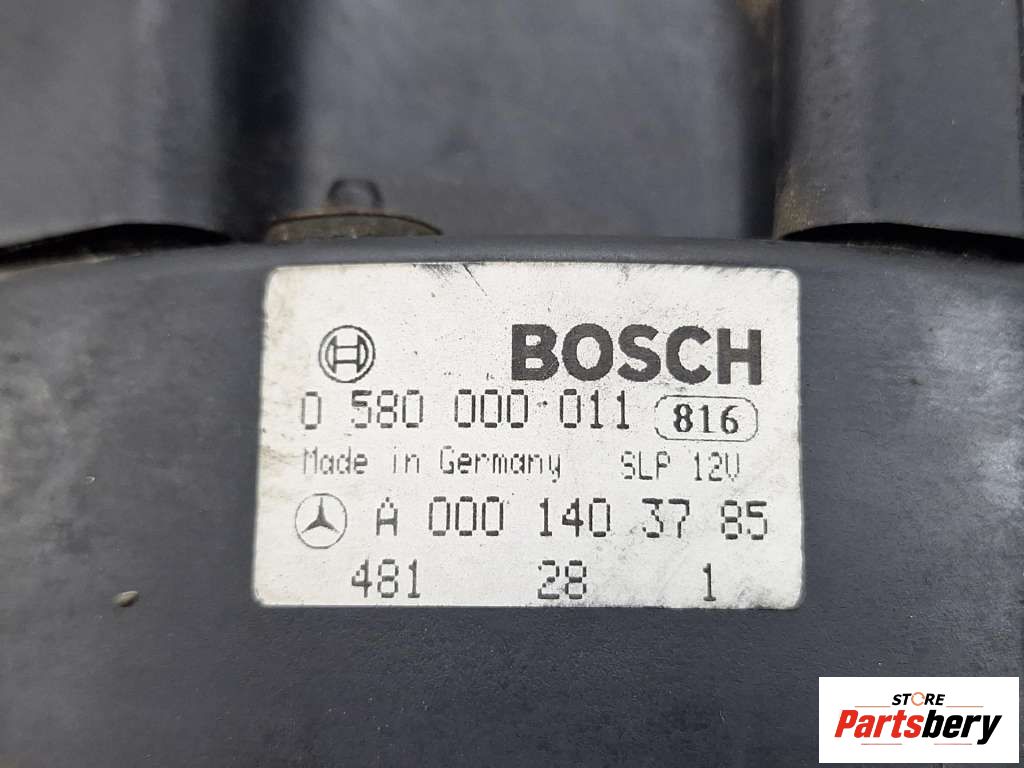 BOSCH
0 580 000 011 816
Made in Germany SLP 12V
A 000 140 37 85
481 28 1
STORE
Partsbery